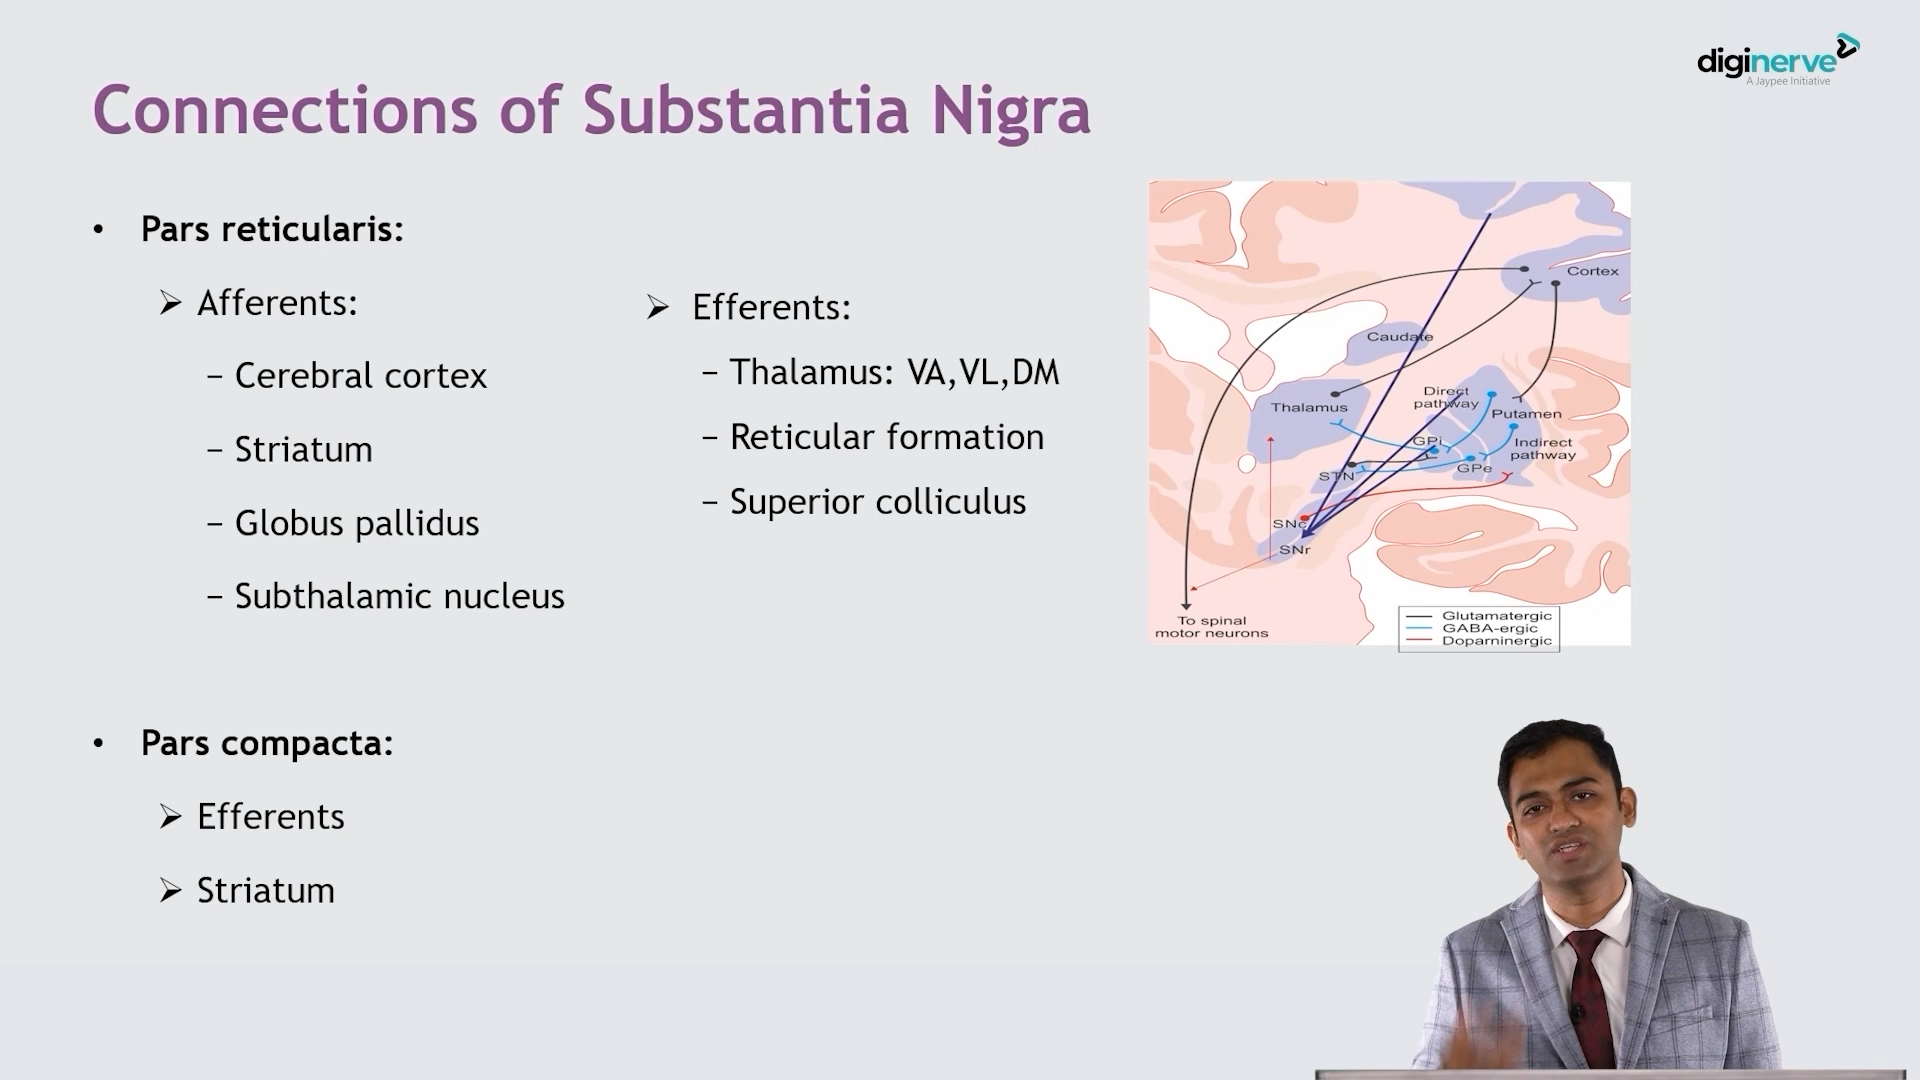 diginerve
A Jaypee Initiative
Connections of Substantia Nigra
• Pars reticularis:
➢ Afferents:
– Cerebral cortex
– Striatum
– Globus pallidus
– Subthalamic nucleus
➢ Efferents:
– Thalamus: VA,VL,DM
– Reticular formation
– Superior colliculus
• Pars compacta:
➢ Efferents
➢ Striatum
Cortex
Caudate
Direct
pathway
Thalamus
Putamen
GPi
Indirect
pathway
GPe
STN
SNc
SNr
To spinal
motor neurons
Glutamatergic
GABA-ergic
Doparninergic